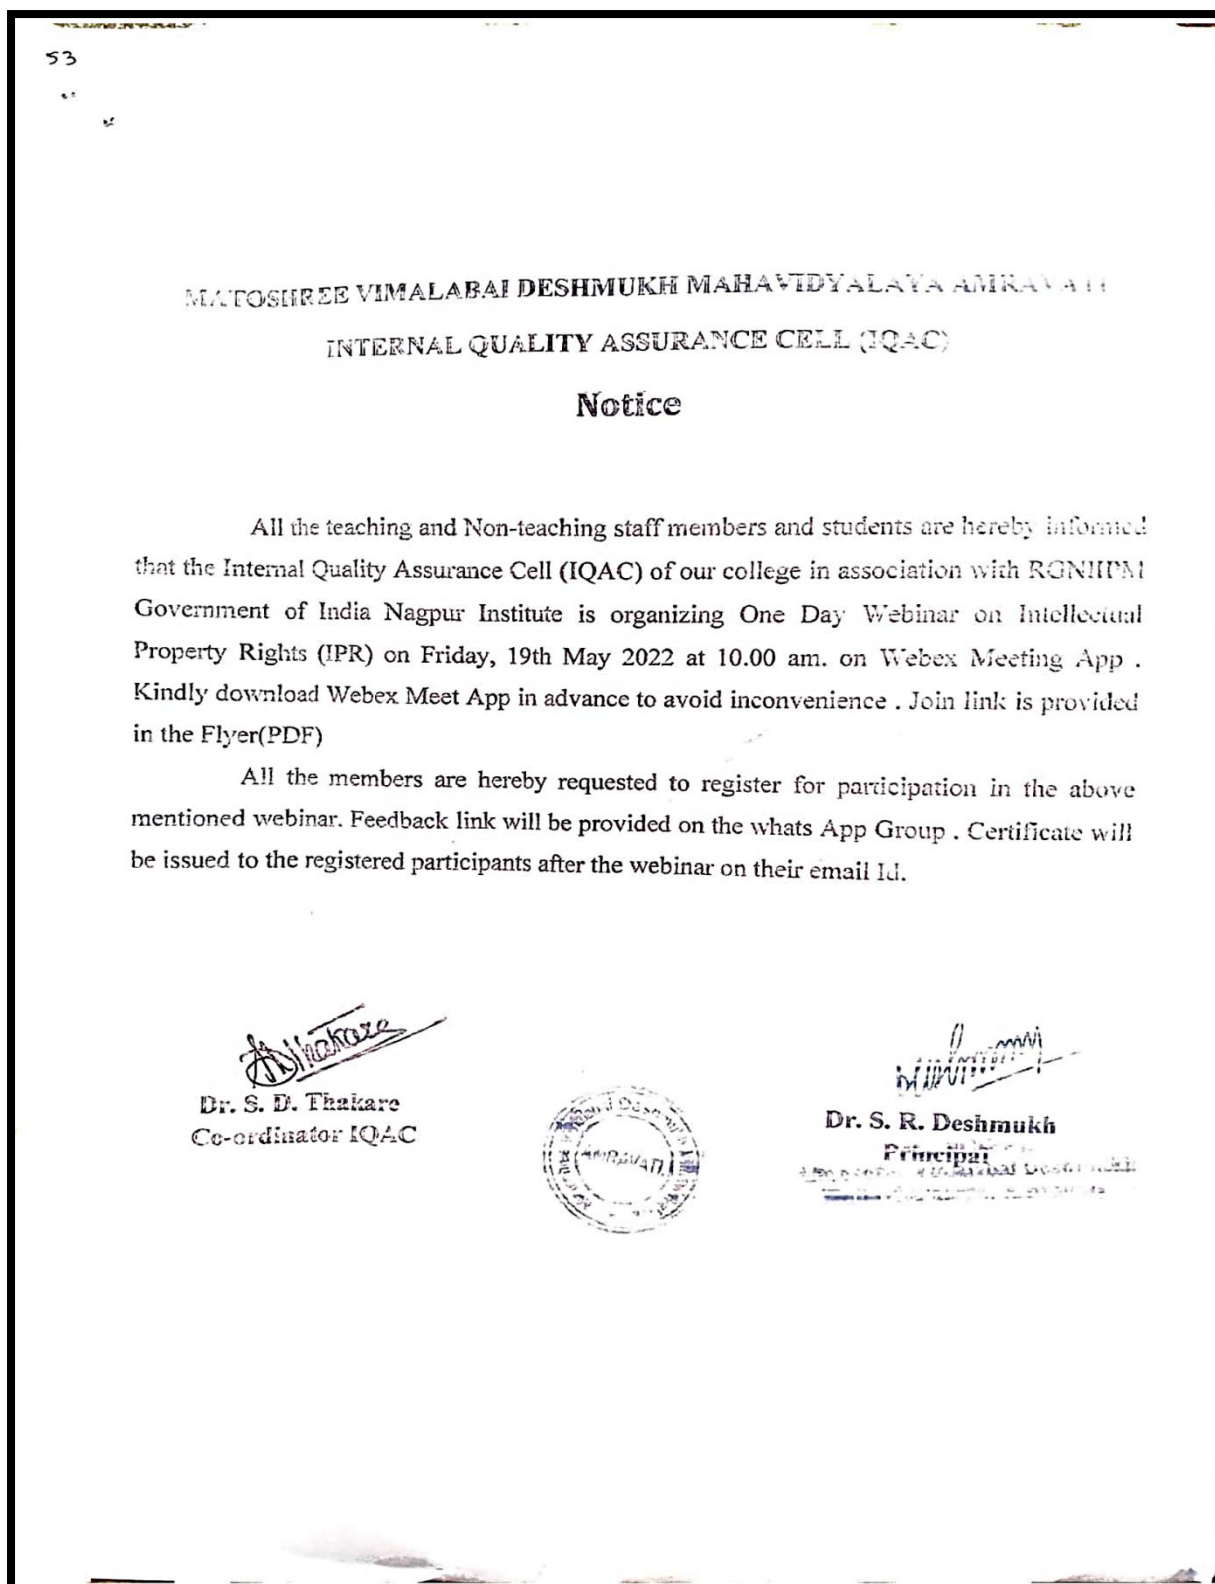 53
MATOSHREE VIMALABAI DESHMUKH MAHAVIDYALAYA AMRAVATI
INTERNAL QUALITY ASSURANCE CELL (IQAC)
Notice
All the teaching and Non-teaching staff members and students are hereby informed
that the Internal Quality Assurance Cell (IQAC) of our college in association with RGNIIPM
Government of India Nagpur Institute is organizing One Day Webinar on Intellectual
Property Rights (IPR) on Friday, 19th May 2022 at 10.00 am. on Webex Meeting App .
Kindly download Webex Meet App in advance to avoid inconvenience . Join link is provided
in the Flyer(PDF)
All the members are hereby requested to register for participation in the above
mentioned webinar. Feedback link will be provided on the whats App Group . Certificate will
be issued to the registered participants after the webinar on their email Id.
Dr. S. D. Thakare
Co-ordinator IQAC
AMRAVATI
Dr. S. R. Deshmukh
Principal